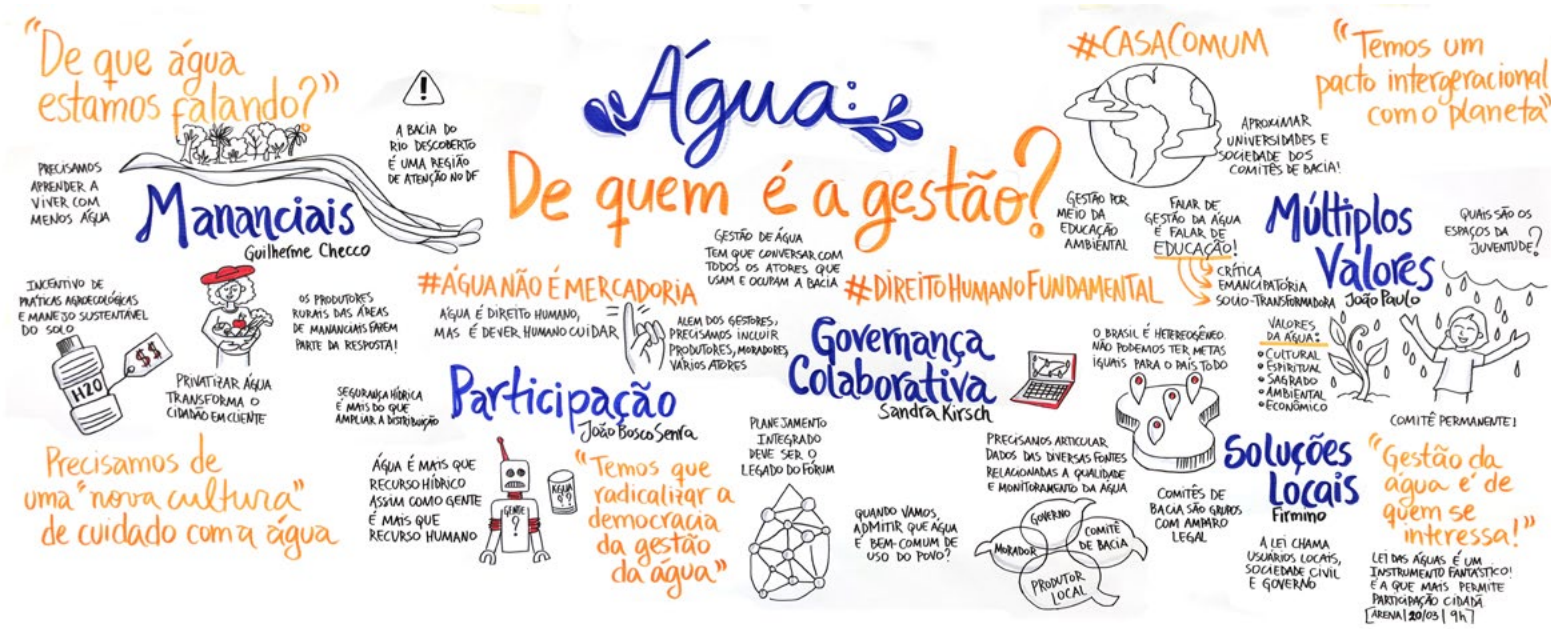 Água:
De quem é a gestão?
“De que água
estamos falando?”
PRECISAMOS
APRENDER A
VIVER COM
MENOS ÁGUA
A BACIA DO
RIO DESCOBERTO
É UMA REGIÃO
DE ATENÇÃO NO DF
Mananciais
Guilherme Checco
INCENTIVO DE
PRÁTICAS AGROECOLÓGICAS
E MANEJO SUSTENTÁVEL
DO SOLO
OS PRODUTORES
RURAIS DAS ÁREAS
DE MANANCIAIS FAZEM
PARTE DA RESPOSTA!
H2O
$$
PRIVATIZAR ÁGUA
TRANSFORMA O
CIDADÃO EM CLIENTE
Precisamos de
uma “nova cultura”
de cuidado com a água
#ÁGUA NÃO É MERCADORIA
ÁGUA É DIREITO HUMANO,
MAS É DEVER HUMANO CUIDAR
GESTÃO DE ÁGUA
TEM QUE CONVERSAR COM
TODOS OS ATORES QUE
USAM E OCUPAM A BACIA
ALÉM DOS GESTORES,
PRECISAMOS INCLUIR
PRODUTORES, MORADORES,
VÁRIOS ATORES
SEGURANÇA HÍDRICA
É MAIS DO QUE
AMPLIAR A DISTRIBUIÇÃO
Participação
João Bosco Senra
ÁGUA É MAIS QUE
RECURSO HÍDRICO
ASSIM COMO GENTE
É MAIS QUE
RECURSO HUMANO
GENTE
?
ÁGUA
??
“Temos que
radicalizar a
democracia
da gestão
da água”
#DIREITO HUMANO FUNDAMENTAL
Governança
Colaborativa
Sandra Kirsch
PLANEJAMENTO
INTEGRADO
DEVE SER O
LEGADO DO FÓRUM
QUANDO VAMOS,
ADMITIR QUE ÁGUA
É BEM-COMUM DE
USO DO POVO?
O BRASIL É HETEROGÊNEO.
NÃO PODEMOS TER METAS
IGUAIS PARA O PAÍS TODO
PRECISAMOS ARTICULAR
DADOS DAS DIVERSAS FONTES
RELACIONADAS A QUALIDADE
E MONITORAMENTO DA ÁGUA
GOVERNO
MORADOR
COMITÊ
DE BACIA
PRODUTOR
LOCAL
#CASACOMUM
“Temos um
pacto intergeracional
com o planeta”
APROXIMAR
UNIVERSIDADES E
SOCIEDADE DOS
COMITÊS DE BACIA!
GESTÃO POR
MEIO DA
EDUCAÇÃO
AMBIENTAL
FALAR DE
GESTÃO DA ÁGUA
É FALAR DE
EDUCAÇÃO!
CRÍTICA
EMANCIPATÓRIA
SOCIO-TRANSFORMADORA
Múltiplos
Valores
João Paulo
QUAIS SÃO OS
ESPAÇOS DA
JUVENTUDE?
VALORES
DA ÁGUA:
• CULTURAL
• ESPIRITUAL
• SAGRADO
• AMBIENTAL
• ECONÔMICO
COMITÊ PERMANENTE!
Soluções
Locais
Firmino
COMITÊS DE
BACIA SÃO GRUPOS
COM AMPARO
LEGAL
A LEI CHAMA
USUÁRIOS LOCAIS,
SOCIEDADE CIVIL
E GOVERNO
“Gestão da
água é de
quem se
interessa!”
LEI DAS ÁGUAS É UM
INSTRUMENTO FANTÁSTICO!
É A QUE MAIS PERMITE
PARTICIPAÇÃO CIDADÃ
[ARENA | 20/03 | 9h]